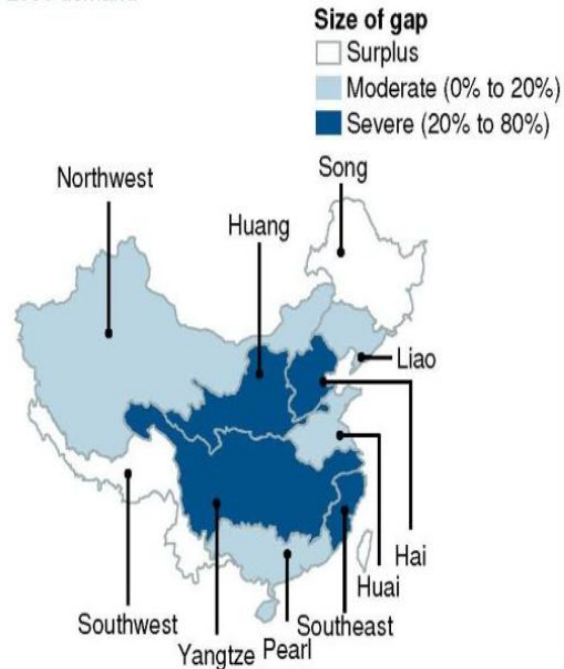 Size of gap
Surplus
Moderate (0% to 20%)
Severe (20% to 80%)
Song
Northwest
Huang
Liao
Hai
Huai
Southwest
Southeast
Yangtze
Pearl